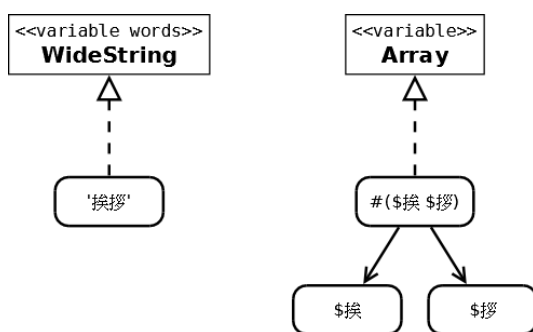 <<variable words>>
WideString
<<variable>>
Array
'挨拶'
#($挨 $拶)
$挨
$拶